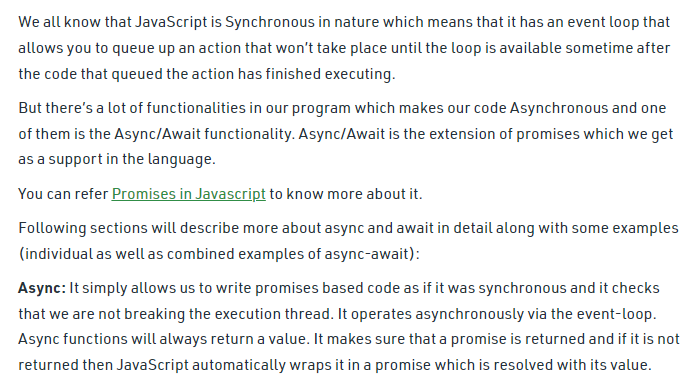 We all know that JavaScript is Synchronous in nature which means that it has an event loop that
allows you to queue up an action that won't take place until the loop is available sometime after
the code that queued the action has finished executing.
But there's a lot of functionalities in our program which makes our code Asynchronous and one
of them is the Async/Await functionality. Async/Await is the extension of promises which we get
as a support in the language.
You can refer Promises in Javascript to know more about it.
Following sections will describe more about async and await in detail along with some examples
(individual as well as combined examples of async-await):
Async: It simply allows us to write promises based code as if it was synchronous and it checks
that we are not breaking the execution thread. It operates asynchronously via the event-loop.
Async functions will always return a value. It makes sure that a promise is returned and if it is not
returned then JavaScript automatically wraps it in a promise which is resolved with its value.